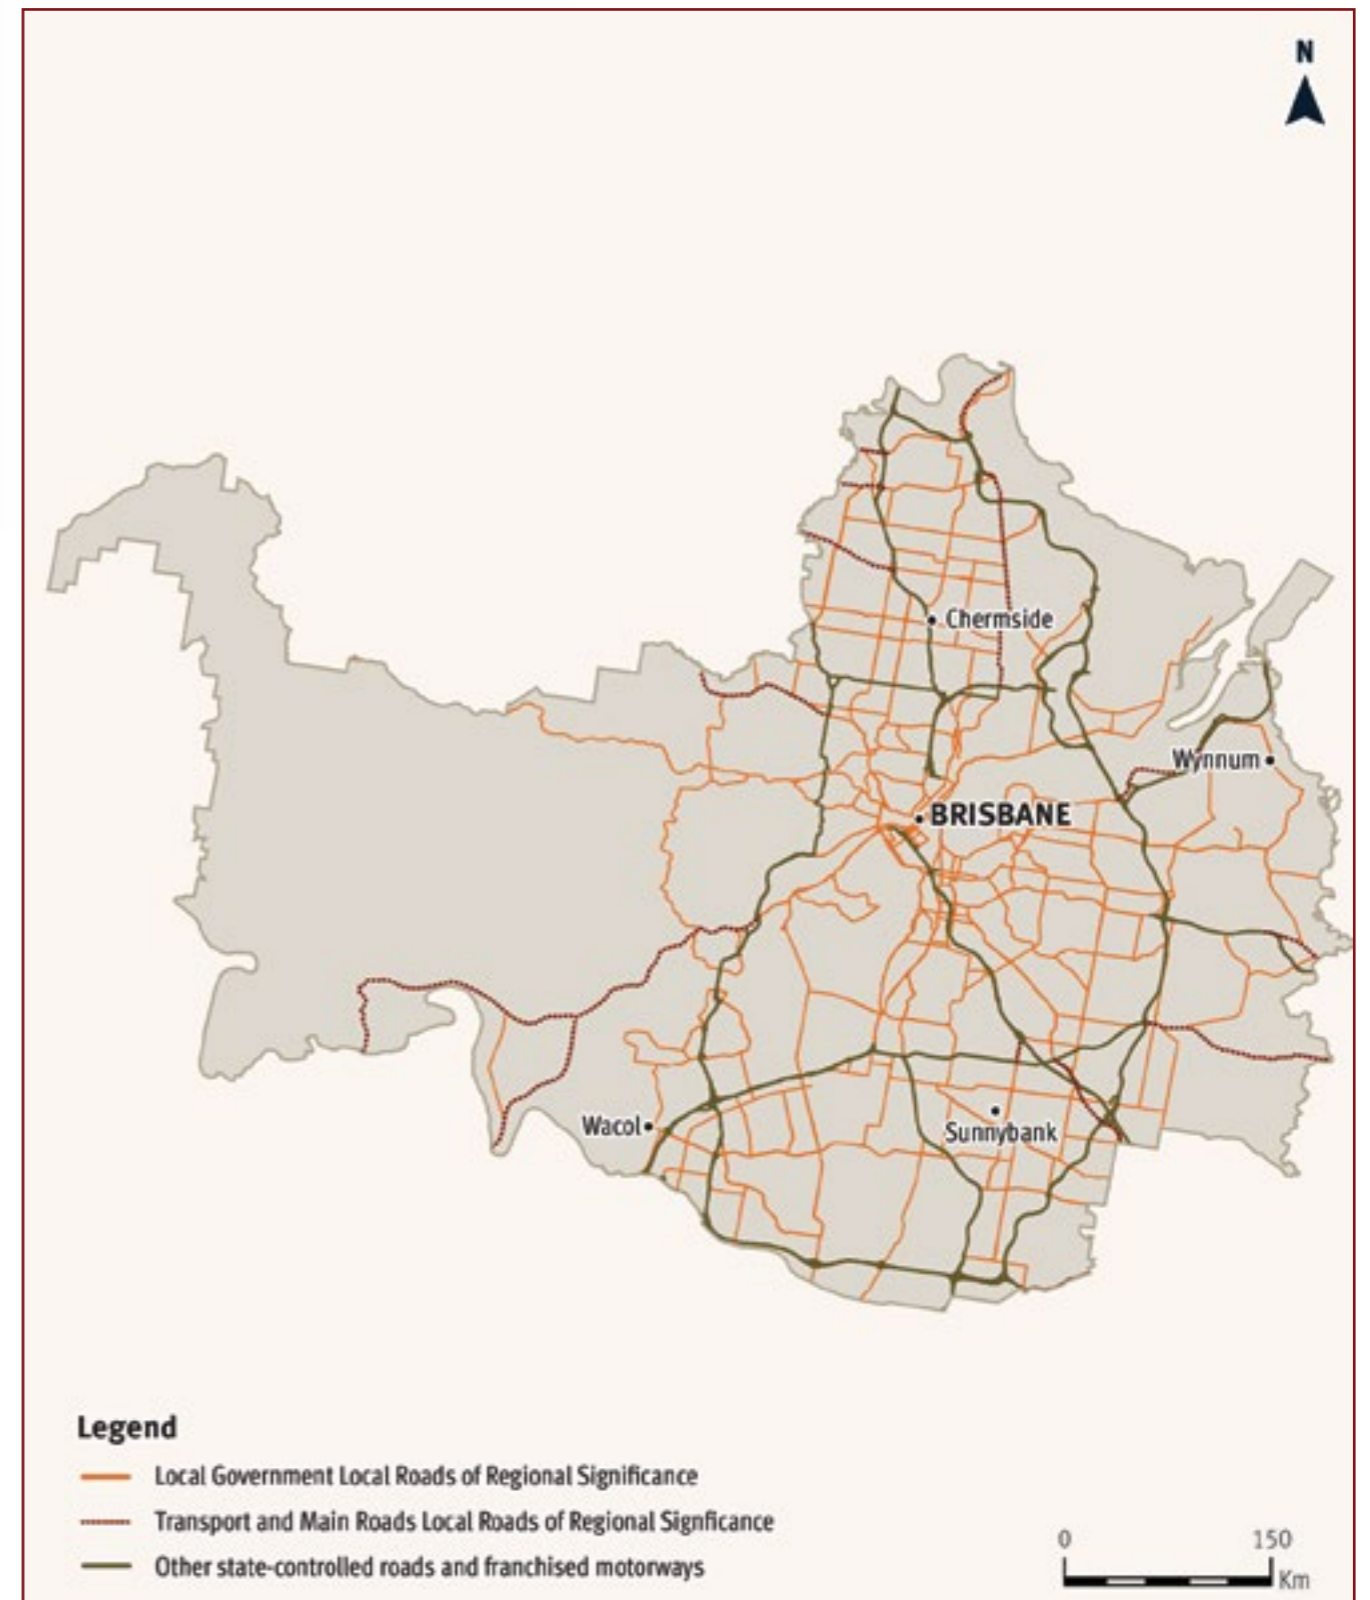 N
Chermside
Wynnum
BRISBANE
Wacol
Sunnybank
Legend
Local Government Local Roads of Regional Significance
Transport and Main Roads Local Roads of Regional Signficance
Other state-controlled roads and franchised motorways
0 150
Km